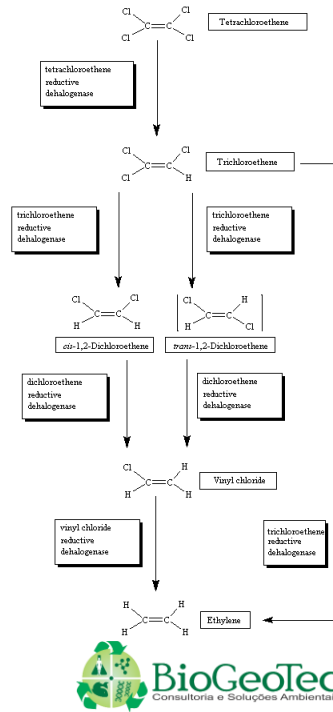 Cl Cl
C=C
Cl Cl
Tetrachloroethene
tetrachloroethene
reductive
dehalogenase
Cl Cl
C=C
Cl H
Trichloroethene
trichloroethene
reductive
dehalogenase
trichloroethene
reductive
dehalogenase
Cl Cl
C=C
H H
cis-1,2-Dichloroethene
Cl H
C=C
H Cl
trans-1,2-Dichloroethene
dichloroethene
reductive
dehalogenase
dichloroethene
reductive
dehalogenase
Cl H
C=C
H H
Vinyl chloride
vinyl chloride
reductive
dehalogenase
trichloroethene
reductive
dehalogenase
H H
C=C
H H
Ethylene
BioGeoTec
Consultoria e Soluções Ambientai